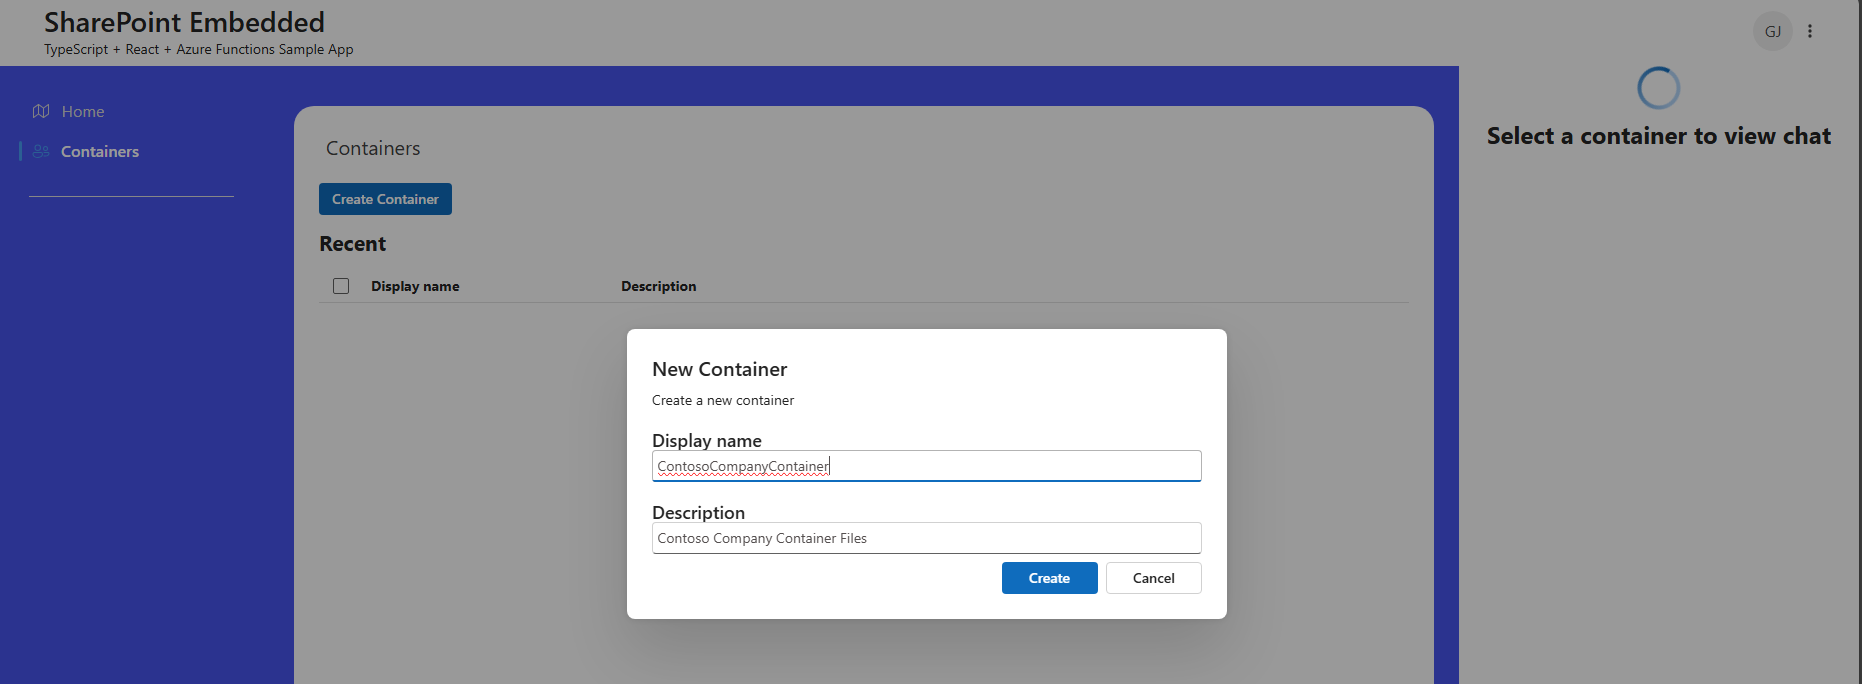 SharePoint Embedded
TypeScript + React + Azure Functions Sample App
GJ
Home
Containers
Containers
Create Container
Recent
Display name
Description
Select a container to view chat
New Container
Create a new container
Display name
ContosoCompanyContainer
Description
Contoso Company Container Files
Create
Cancel